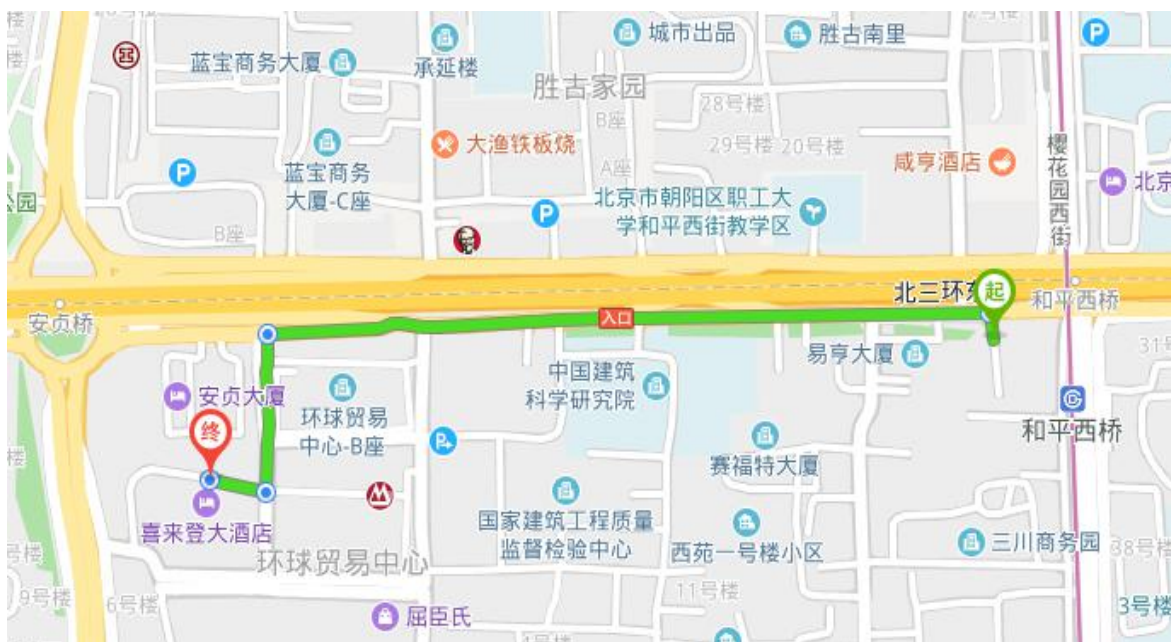 城市出品
胜古南里
P
蓝宝商务大厦
承延楼
胜古家园
28号楼
B座
大渔铁板烧
29号楼
20号楼
樱花园西街
蓝宝商务
大厦-C座
P
A座
咸亨酒店
北京
北京市朝阳区职工大
学和平西街教学区
公园
P
B座
北三环东
起
和平西桥
安贞桥
入口
易亨大厦
31号
中国建筑
科学研究院
安贞大厦
环球贸易
中心-B座
终
P
和平西桥
赛福特大厦
喜来登大酒店
国家建筑工程质量
监督检验中心
西苑一号楼小区
三川商务园
38号楼
环球贸易中心
号楼
9号楼
6号楼
11号楼
3号楼
屈臣氏